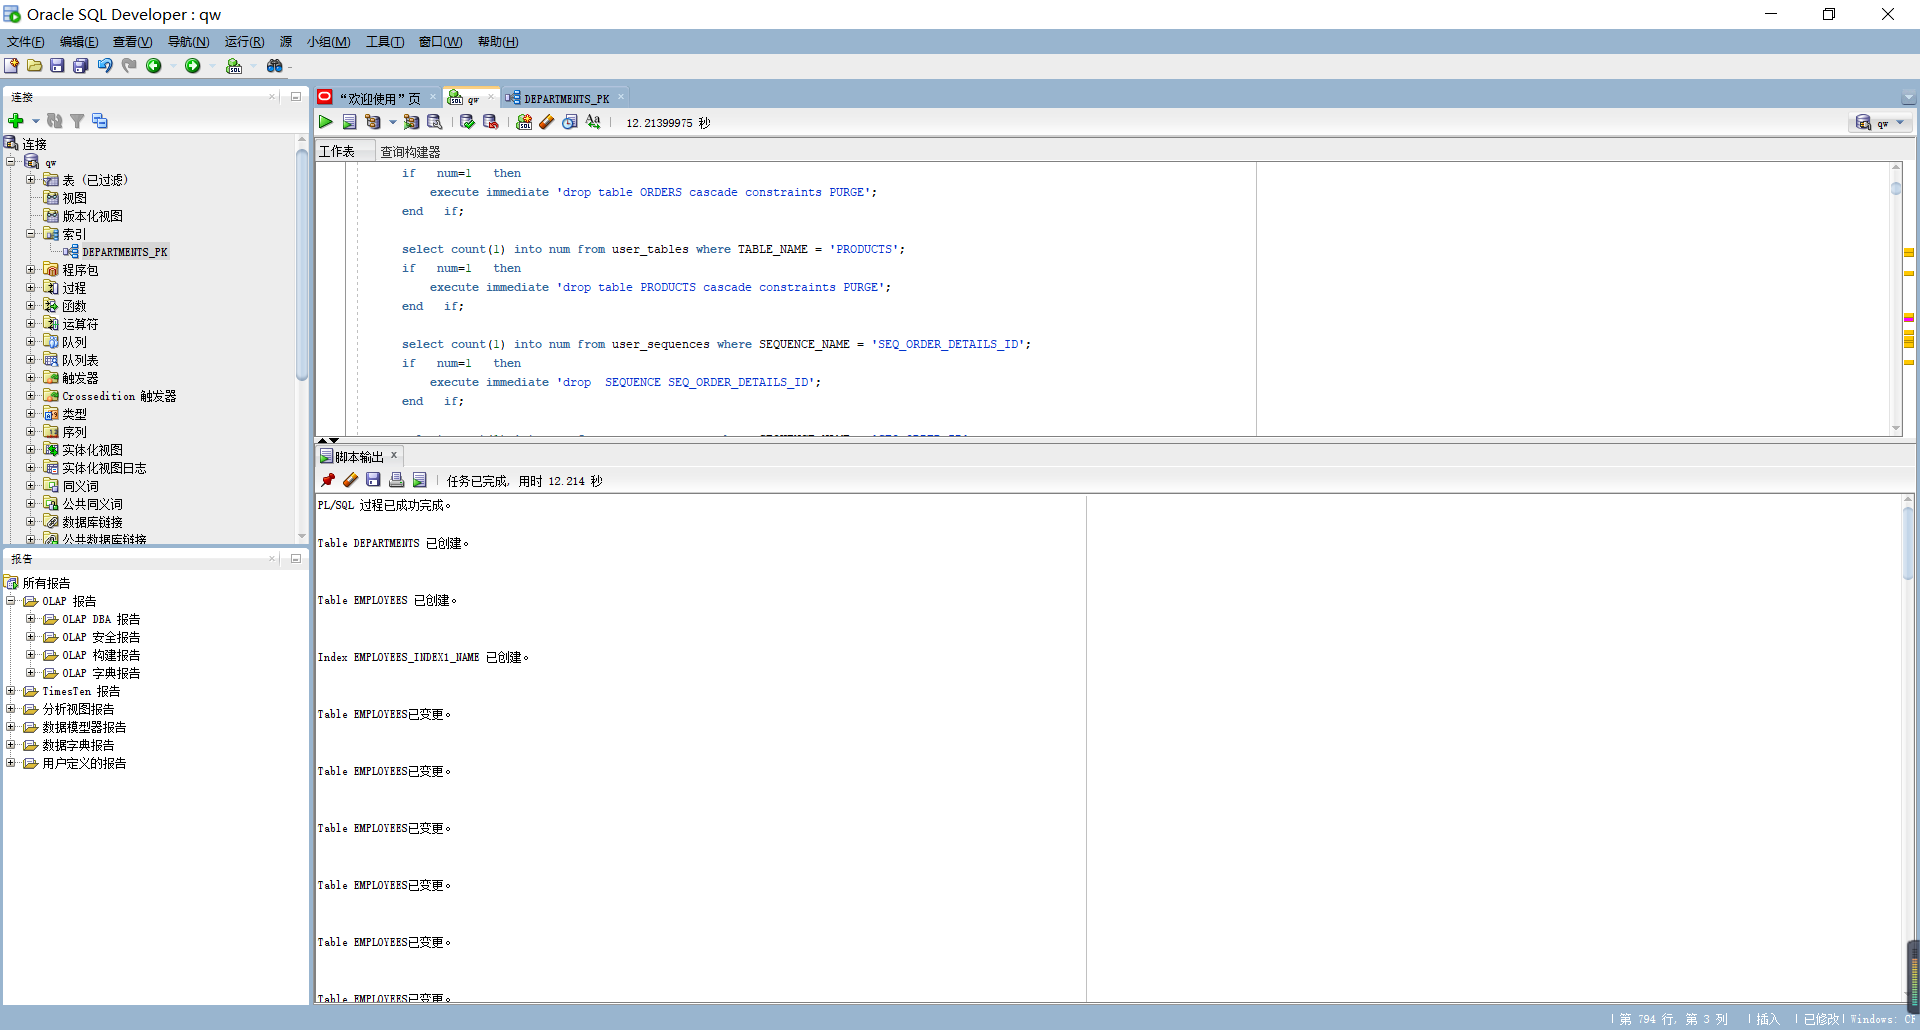 Oracle SQL Developer : qw
文件(F) 编辑(E) 查看(V) 导航(N) 运行(R) 源 小组(M) 工具(T) 窗口(W) 帮助(H)
连接
连接
qw
表 (已过滤)
视图
版本化视图
索引
DEPARTMENTS_PK
程序包
过程
函数
运算符
队列
队列表
触发器
Crossedition 触发器
类型
序列
实体化视图
实体化视图日志
同义词
公共同义词
数据库链接
公共数据库链接
报告
所有报告
OLAP 报告
OLAP DBA 报告
OLAP 安全报告
OLAP 构建报告
OLAP 字典报告
TimesTen 报告
分析视图报告
数据模型器报告
数据字典报告
用户定义的报告
“欢迎使用”页 qw DEPARTMENTS_PK
12.21399975 秒
qw
工作表 查询构建器
if num=1 then
execute immediate 'drop table ORDERS cascade constraints PURGE';
end if;
select count(1) into num from user_tables where TABLE_NAME = 'PRODUCTS';
if num=1 then
execute immediate 'drop table PRODUCTS cascade constraints PURGE';
end if;
select count(1) into num from user_sequences where SEQUENCE_NAME = 'SEQ_ORDER_DETAILS_ID';
if num=1 then
execute immediate 'drop  SEQUENCE SEQ_ORDER_DETAILS_ID';
end if;
脚本输出
任务已完成, 用时 12.214 秒
PL/SQL 过程已成功完成。
Table DEPARTMENTS 已创建。
Table EMPLOYEES 已创建。
Index EMPLOYEES_INDEX1_NAME 已创建。
Table EMPLOYEES已变更。
Table EMPLOYEES已变更。
Table EMPLOYEES已变更。
Table EMPLOYEES已变更。
Table EMPLOYEES已变更。
Table EMPLOYEES已变更。
第 794 行, 第 3 列 | 插入 | 已修改 | Windows: CF